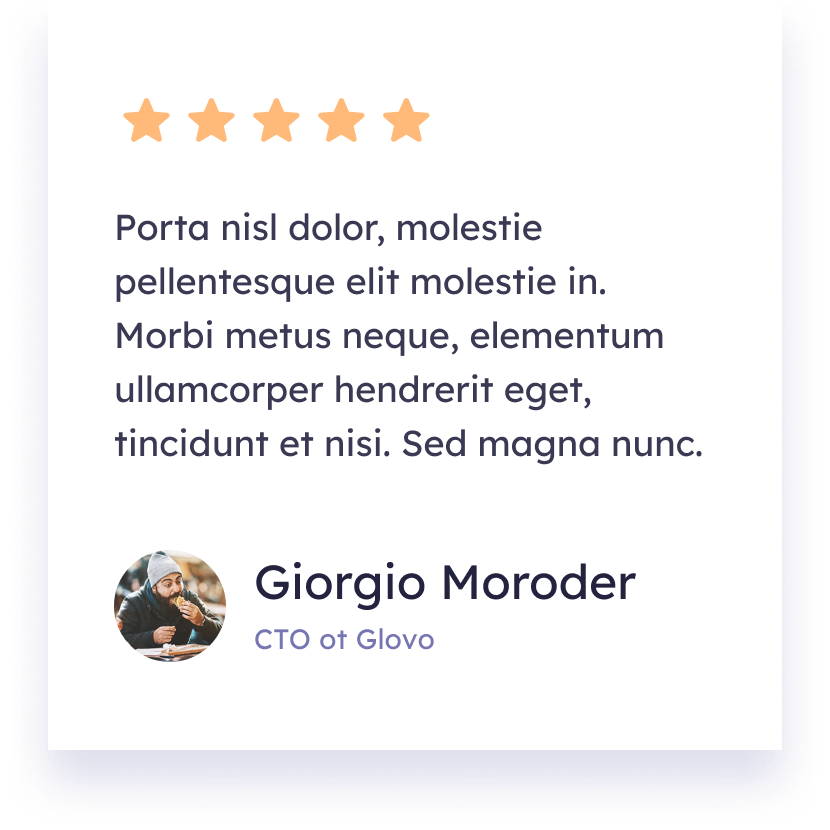 Porta nisl dolor, molestie
pellentesque elit molestie in.
Morbi metus neque, elementum
ullamcorper hendrerit eget,
tincidunt et nisi. Sed magna nunc.
Giorgio Moroder
CTO ot Glovo